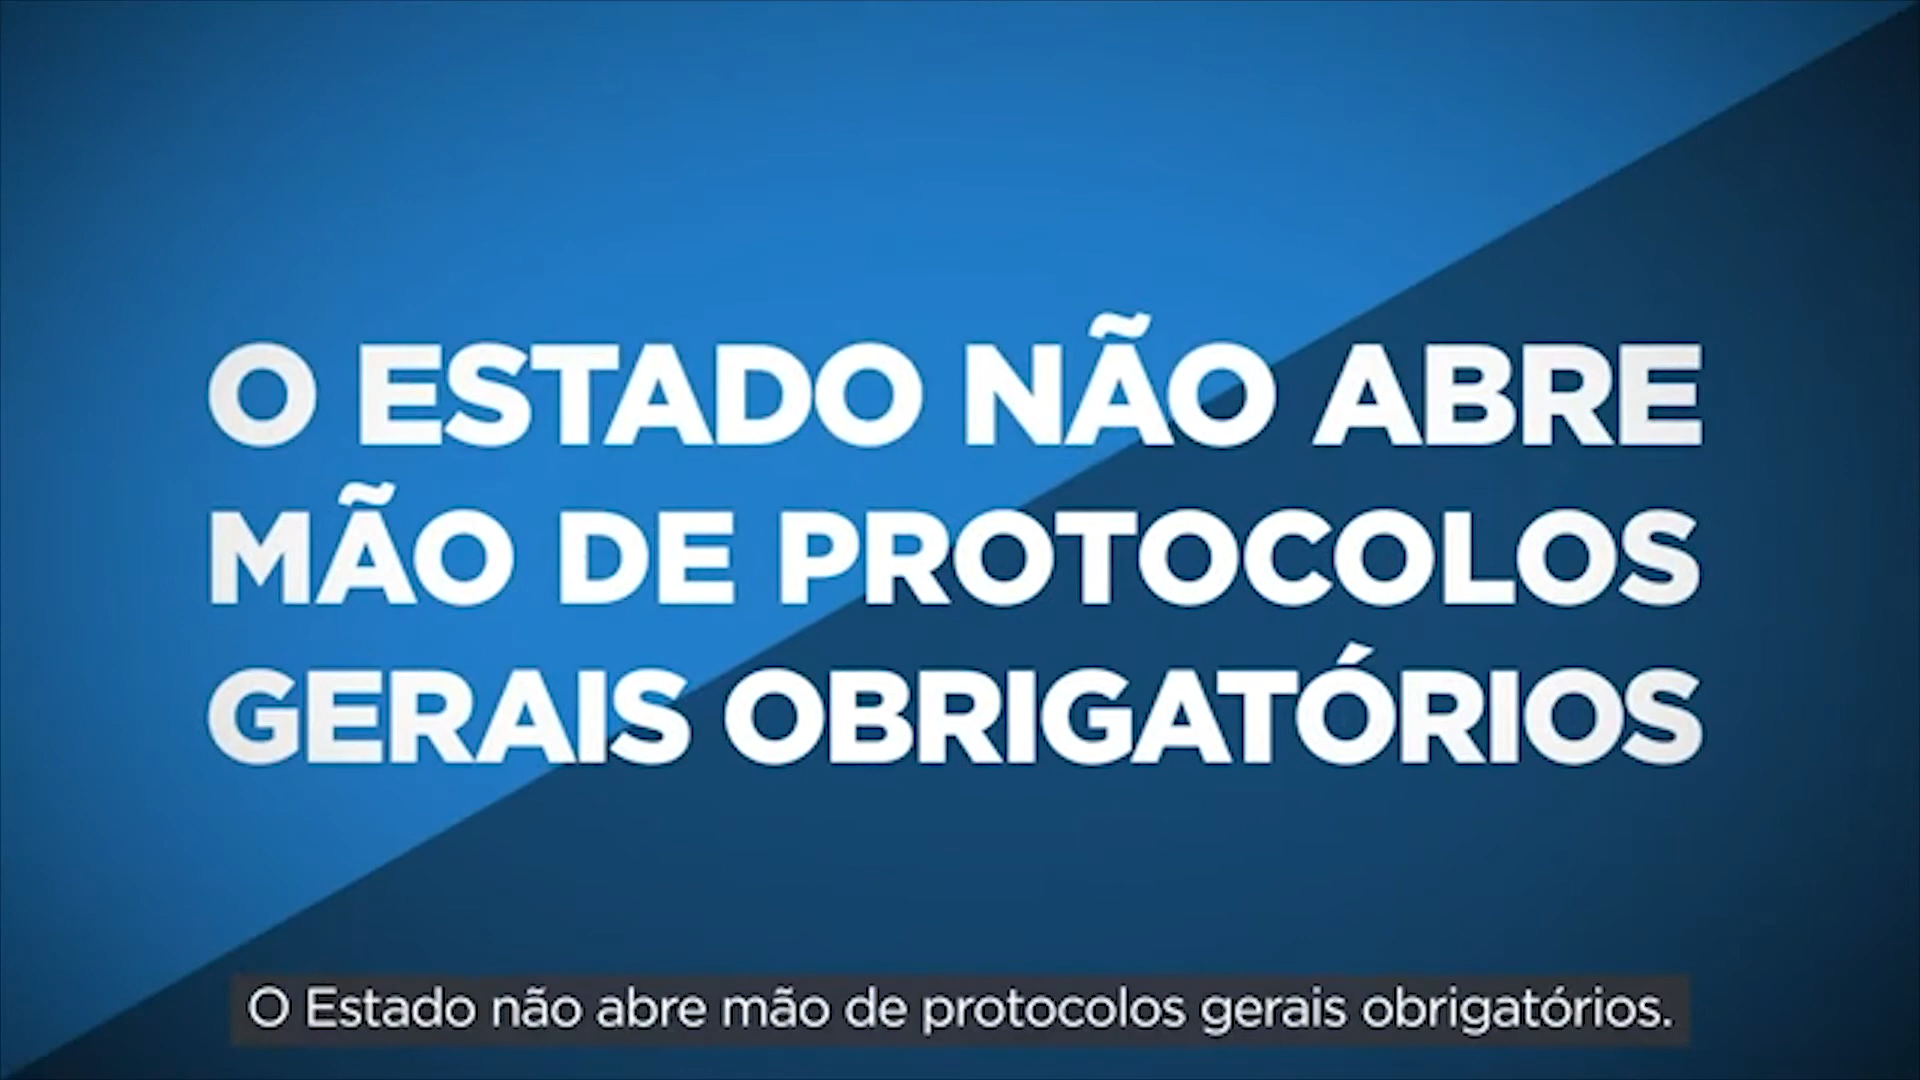 O ESTADO NÃO ABRE
MÃO DE PROTOCOLOS
GERAIS OBRIGATÓRIOS
O Estado não abre mão de protocolos gerais obrigatórios.